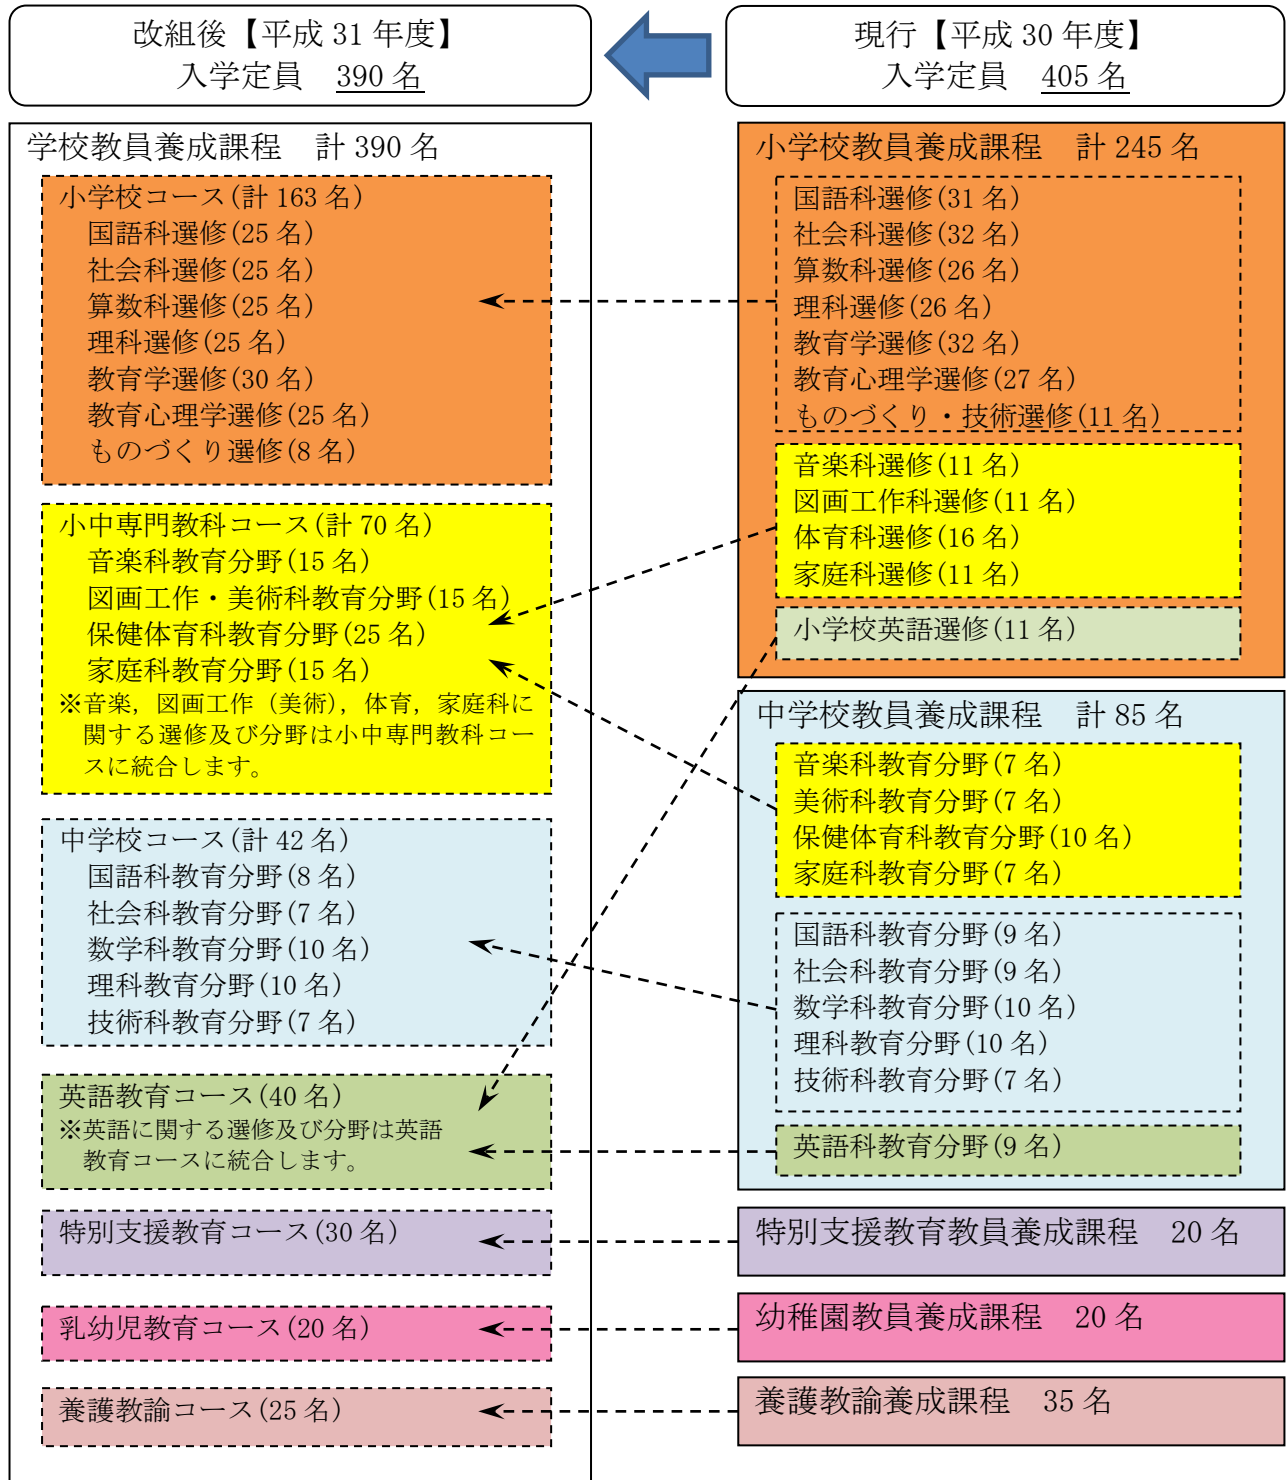 改組後【平成 31 年度】
入学定員　390 名
学校教員養成課程　計 390 名
小学校コース(計 163 名)
国語科選修(25 名)
社会科選修(25 名)
算数科選修(25 名)
理科選修(25 名)
教育学選修(30 名)
教育心理学選修(25 名)
ものづくり選修(8 名)
小中専門教科コース(計 70 名)
音楽科教育分野(15 名)
図画工作・美術科教育分野(15 名)
保健体育科教育分野(25 名)
家庭科教育分野(15 名)
※音楽，図画工作（美術），体育，家庭科に
関する選修及び分野は小中専門教科コー
スに統合します。
中学校コース(計 42 名)
国語科教育分野(8 名)
社会科教育分野(7 名)
数学科教育分野(10 名)
理科教育分野(10 名)
技術科教育分野(7 名)
英語教育コース(40 名)
※英語に関する選修及び分野は英語
教育コースに統合します。
特別支援教育コース(30 名)
乳幼児教育コース(20 名)
養護教諭コース(25 名)
現行【平成 30 年度】
入学定員　405 名
小学校教員養成課程　計 245 名
国語科選修(31 名)
社会科選修(32 名)
算数科選修(26 名)
理科選修(26 名)
教育学選修(32 名)
教育心理学選修(27 名)
ものづくり・技術選修(11 名)
音楽科選修(11 名)
図画工作科選修(11 名)
体育科選修(16 名)
家庭科選修(11 名)
小学校英語選修(11 名)
中学校教員養成課程　計 85 名
音楽科教育分野(7 名)
美術科教育分野(7 名)
保健体育科教育分野(10 名)
家庭科教育分野(7 名)
国語科教育分野(9 名)
社会科教育分野(9 名)
数学科教育分野(10 名)
理科教育分野(10 名)
技術科教育分野(7 名)
英語科教育分野(9 名)
特別支援教育教員養成課程　20 名
幼稚園教員養成課程　20 名
養護教諭養成課程　35 名